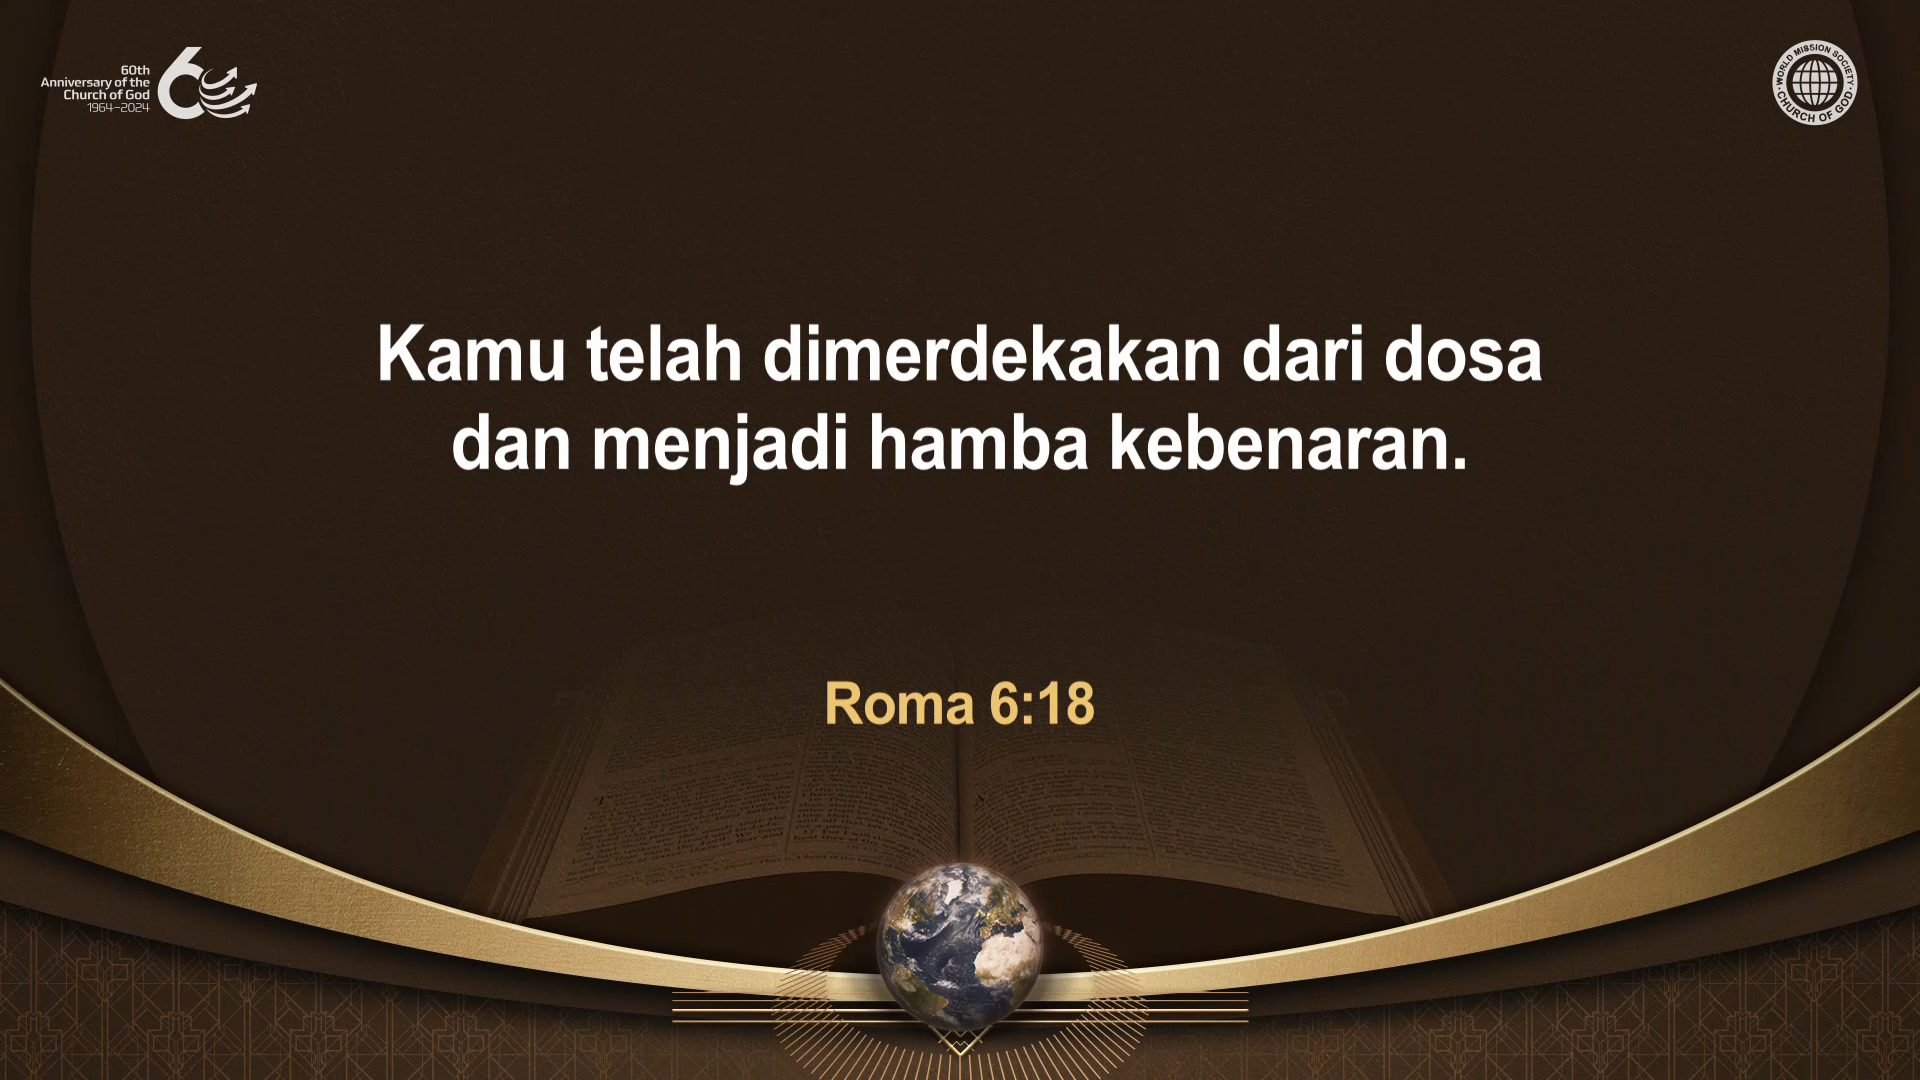 60th
Anniversary of the
Church of God
1964–2024
WORLD MISSION SOCIETY
CHURCH OF GOD
Kamu telah dimerdekakan dari dosa
dan menjadi hamba kebenaran.
Roma 6:18